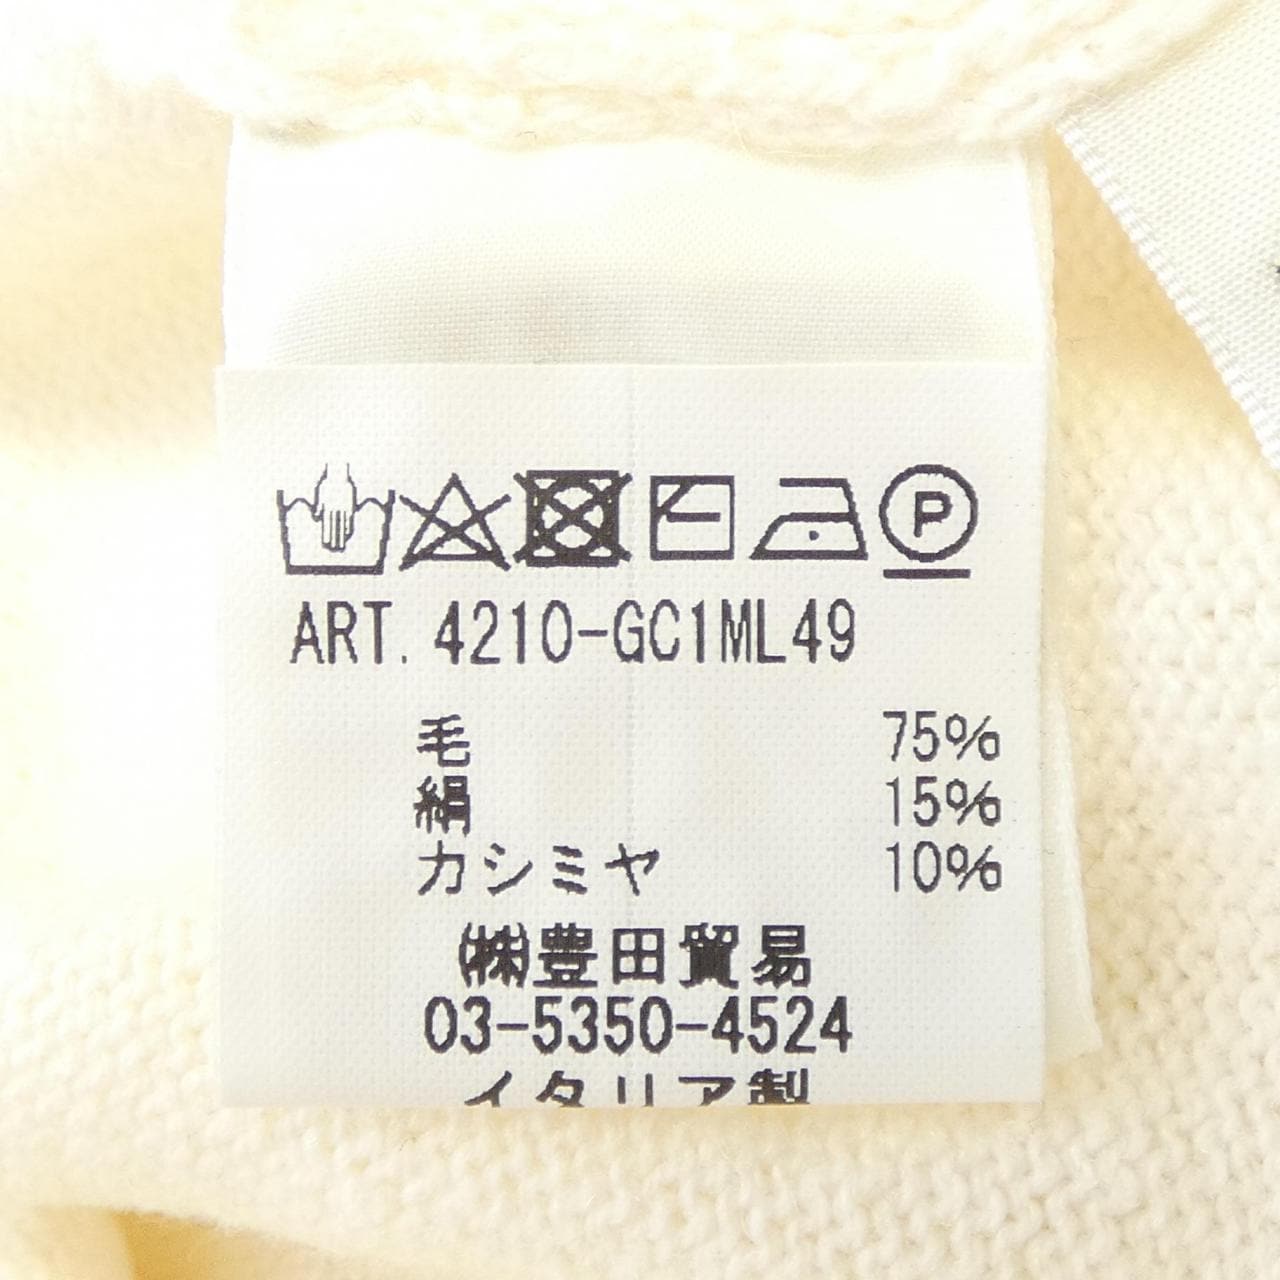 P
ART. 4210-GC1ML49
毛 75%
絹 15%
カシミヤ 10%
㈱豊田貿易
03-5350-4524
イタリア製